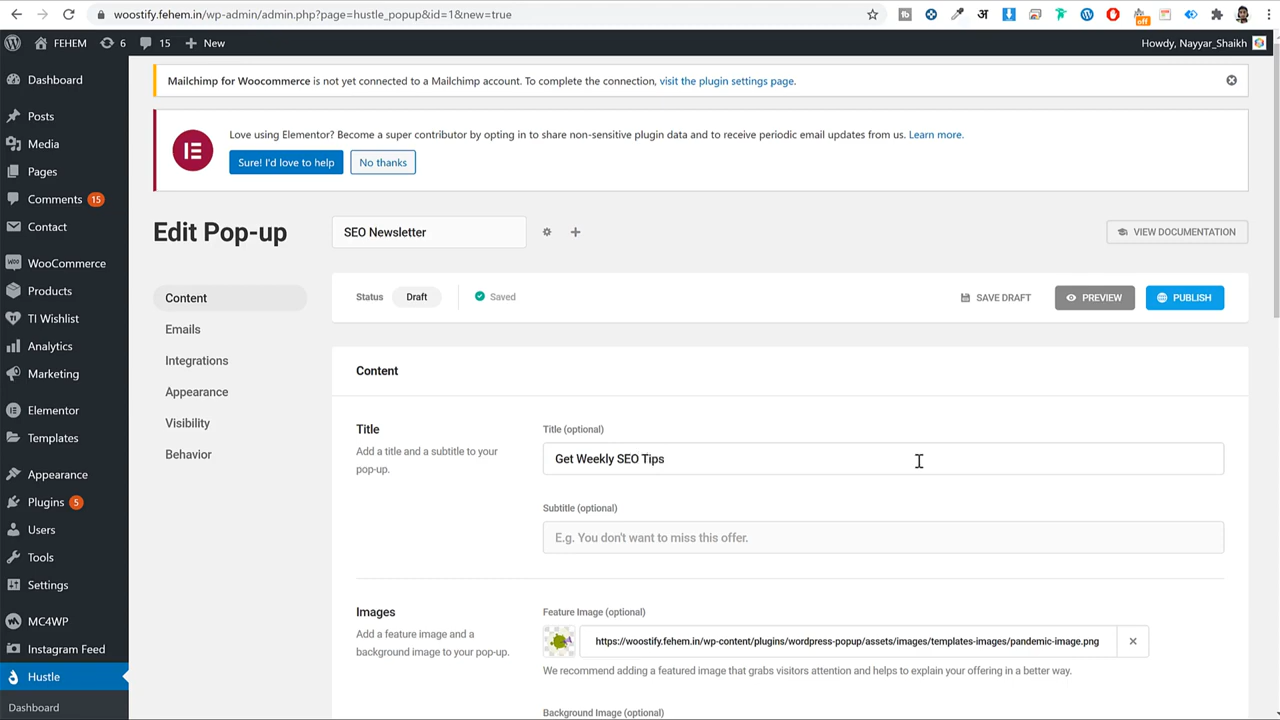 woostify.fehem.in/wp-admin/admin.php?page=hustle_popup&id=1&new=true
FEHEM 6 15 New
Howdy, Nayyar_Shaikh
Dashboard
Posts
Media
Pages
Comments 15
Contact
WooCommerce
Products
TI Wishlist
Analytics
Marketing
Elementor
Templates
Appearance
Plugins 5
Users
Tools
Settings
MC4WP
Instagram Feed
Hustle
Dashboard
Mailchimp for Woocommerce is not yet connected to a Mailchimp account. To complete the connection, visit the plugin settings page.
Love using Elementor? Become a super contributor by opting in to share non-sensitive plugin data and to receive periodic email updates from us. Learn more.
Sure! I'd love to help No thanks
Edit Pop-up SEO Newsletter VIEW DOCUMENTATION
Content
Emails
Integrations
Appearance
Visibility
Behavior
Status Draft Saved SAVE DRAFT PREVIEW PUBLISH
Content
Title
Add a title and a subtitle to your
pop-up.
Title (optional)
Get Weekly SEO Tips
Subtitle (optional)
E.g. You don't want to miss this offer.
Images
Add a feature image and a
background image to your pop-up.
Feature Image (optional)
https://woostify.fehem.in/wp-content/plugins/wordpress-popup/assets/images/templates-images/pandemic-image.png
We recommend adding a featured image that grabs visitors attention and helps to explain your offering in a better way.
Background Image (optional)